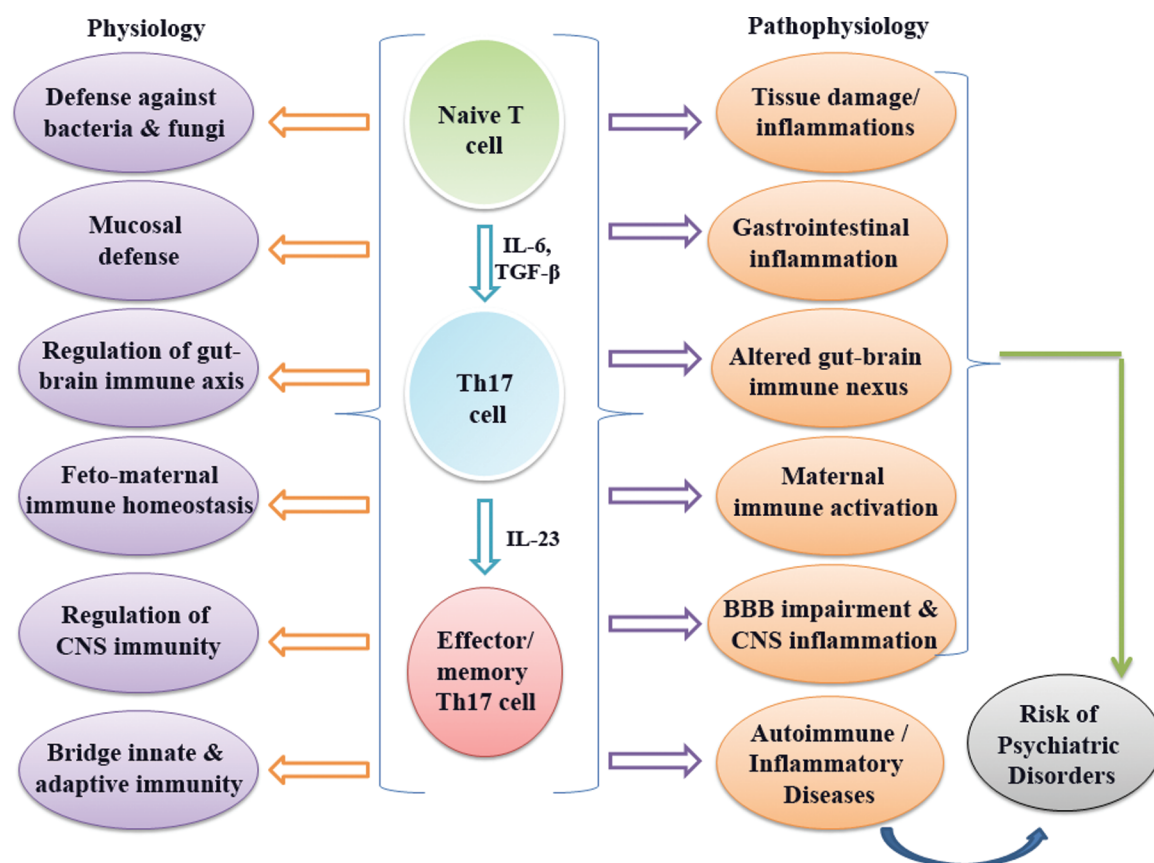 Physiology
Defense against
bacteria & fungi
Mucosal
defense
Regulation of gut-
brain immune axis
Feto-maternal
immune homeostasis
Regulation of
CNS immunity
Bridge innate &
adaptive immunity
Naive T
cell
IL-6,
TGF-β
Th17
cell
IL-23
Effector/
memory
Th17 cell
Pathophysiology
Tissue damage/
inflammations
Gastrointestinal
inflammation
Altered gut-brain
immune nexus
Maternal
immune activation
BBB impairment &
CNS inflammation
Autoimmune /
Inflammatory
Diseases
Risk of
Psychiatric
Disorders